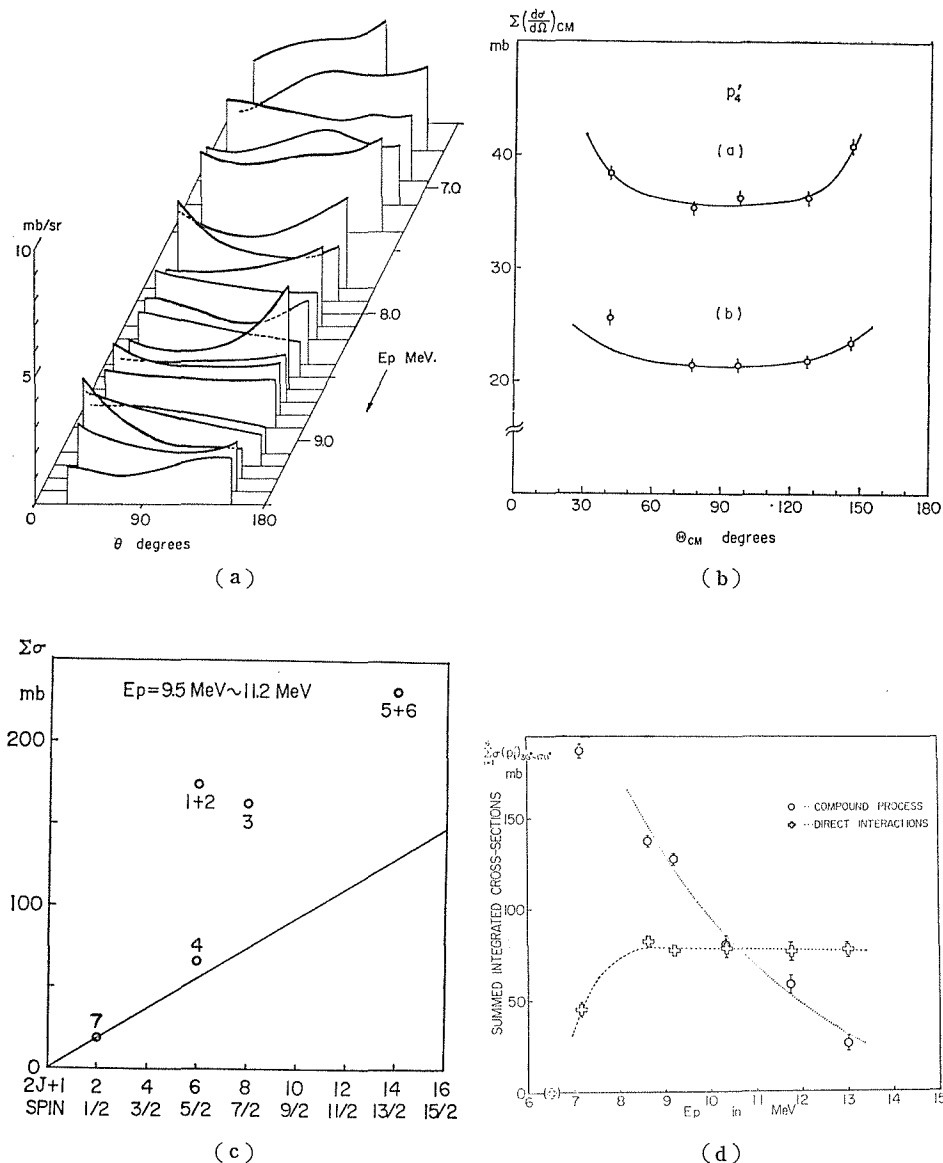 mb/sr
10
5
0
0
90
180
θ degrees
7.0
8.0
9.0
Ep MeV.
(a)
Σ(dσ/dΩ)CM
mb
40
30
20
p₄′
(a)
(b)
0
30
60
90
120
150
180
ΘCM degrees
(b)
Σσ
mb
200
100
0
Ep=9.5 MeV~11.2 MeV
5+6
1+2
3
4
7
2J+1 2 4 6 8 10 12 14 16
SPIN 1/2 3/2 5/2 7/2 9/2 11/2 13/2 15/2
(c)
mb
150
100
50
0
SUMMED INTEGRATED CROSS-SECTIONS
COMPOUND PROCESS
DIRECT INTERACTIONS
6 7 8 9 10 11 12 13 14 15
Ep in MeV
(d)